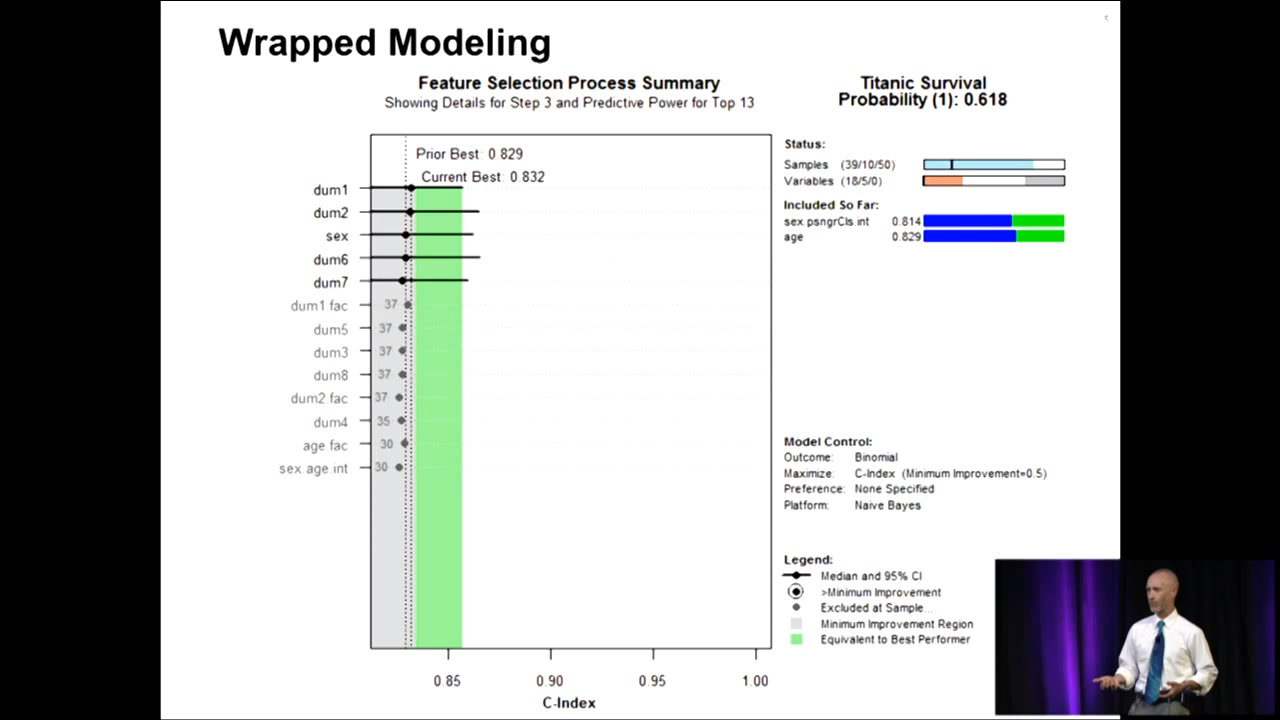 Wrapped Modeling
Feature Selection Process Summary
Showing Details for Step 3 and Predictive Power for Top 13
Titanic Survival
Probability (1): 0.618
Prior Best: 0.829
Current Best: 0.832
dum1
dum2
sex
dum6
dum7
dum1.fac 37
dum5 37
dum3 37
dum8 37
dum2.fac 37
dum4 35
age.fac 30
sex.age.int 30
0.85 0.90 0.95 1.00
C-Index
Status:
Samples (39/10/50)
Variables (18/5/0)
Included So Far:
sex.psngrCls.int 0.814
age 0.829
Model Control:
Outcome: Binomial
Maximize: C-Index (Minimum Improvement=0.5)
Preference: None Specified
Platform: Naive Bayes
Legend:
Median and 95% CI
>Minimum Improvement
Excluded at Sample...
Minimum Improvement Region
Equivalent to Best Performer